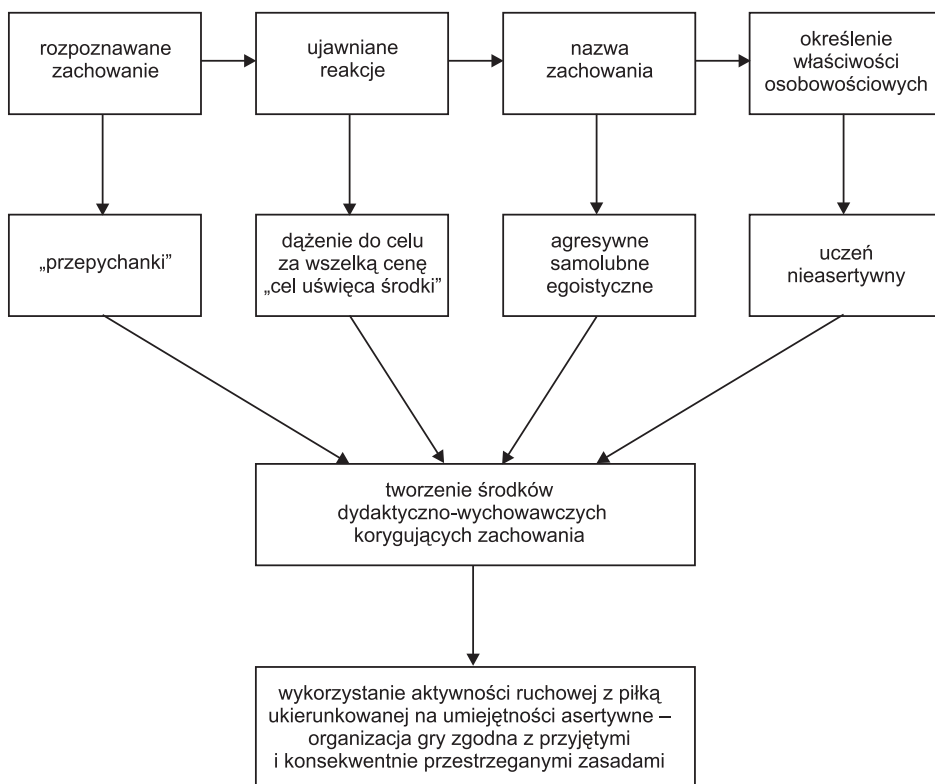 rozpoznawane
zachowanie
ujawniane
reakcje
nazwa
zachowania
określenie
właściwości
osobowościowych
„przepychanki”
dążenie do celu
za wszelką cenę
„cel uświęca środki”
agresywne
samolubne
egoistyczne
uczeń
nieasertywny
tworzenie środków
dydaktyczno-wychowawczych
korygujących zachowania
wykorzystanie aktywności ruchowej z piłką
ukierunkowanej na umiejętności asertywne –
organizacja gry zgodna z przyjętymi
i konsekwentnie przestrzeganymi zasadami